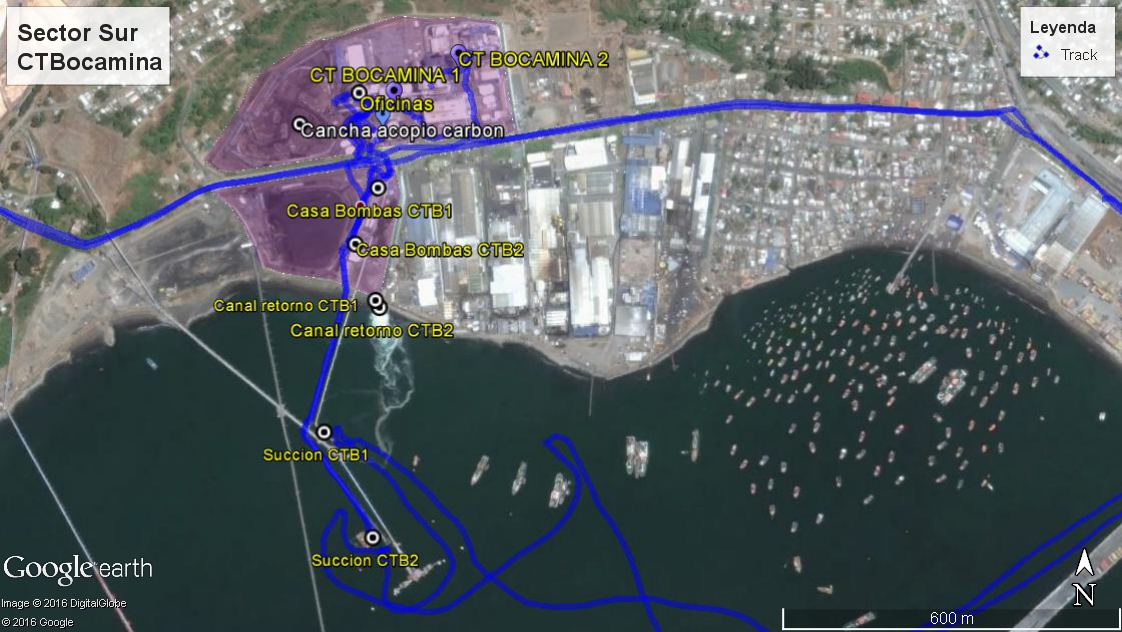 Sector Sur
CTBocamina
Leyenda
Track
CT BOCAMINA 2
CT BOCAMINA 1
Oficinas
Cancha acopio carbon
Casa Bombas CTB1
Casa Bombas CTB2
Canal retorno CTB1
Canal retorno CTB2
Succion CTB1
Succion CTB2
Google earth
Image © 2016 DigitalGlobe
© 2016 Google
N
600 m